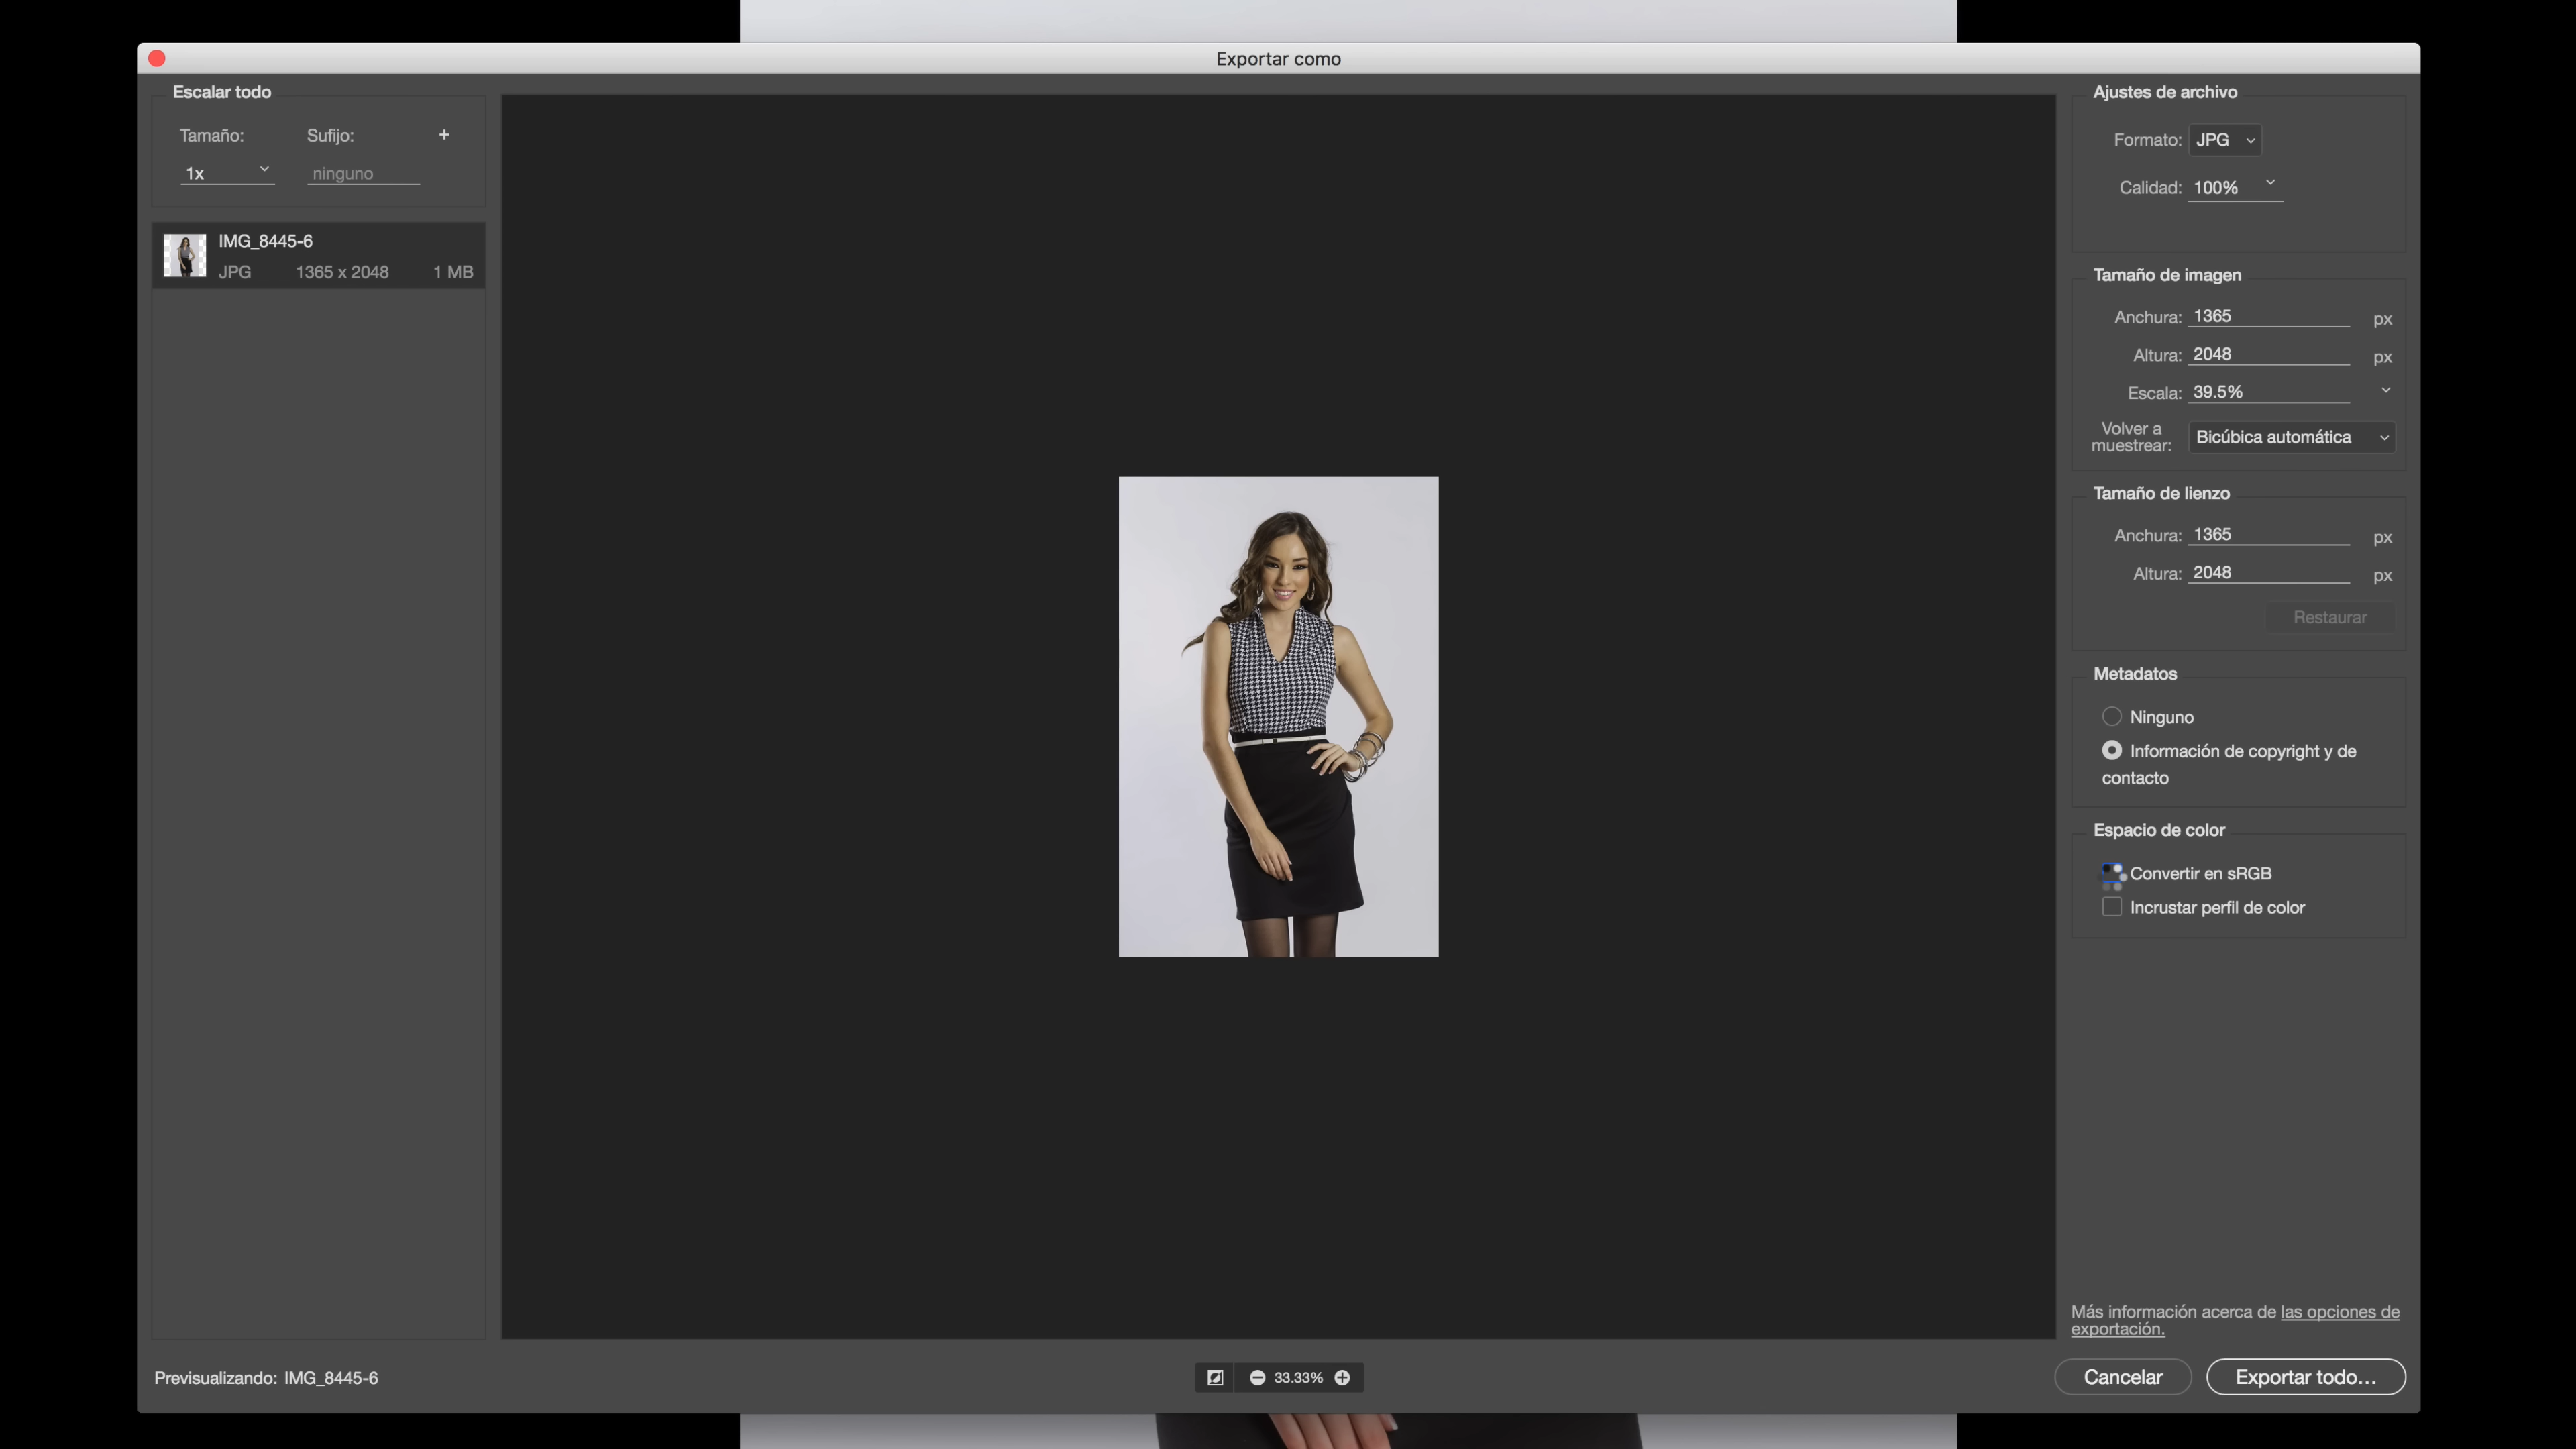 Exportar como
Escalar todo
Tamaño: Sufijo: +
1x ninguno
IMG_8445-6
JPG 1365 x 2048 1 MB
Ajustes de archivo
Formato: JPG
Calidad: 100%
Tamaño de imagen
Anchura: 1365 px
Altura: 2048 px
Escala: 39.5%
Volver a
muestrear: Bicúbica automática
Tamaño de lienzo
Anchura: 1365 px
Altura: 2048 px
Restaurar
Metadatos
Ninguno
Información de copyright y de
contacto
Espacio de color
Convertir en sRGB
Incrustar perfil de color
Más información acerca de las opciones de
exportación.
Previsualizando: IMG_8445-6
33.33%
Cancelar Exportar todo...